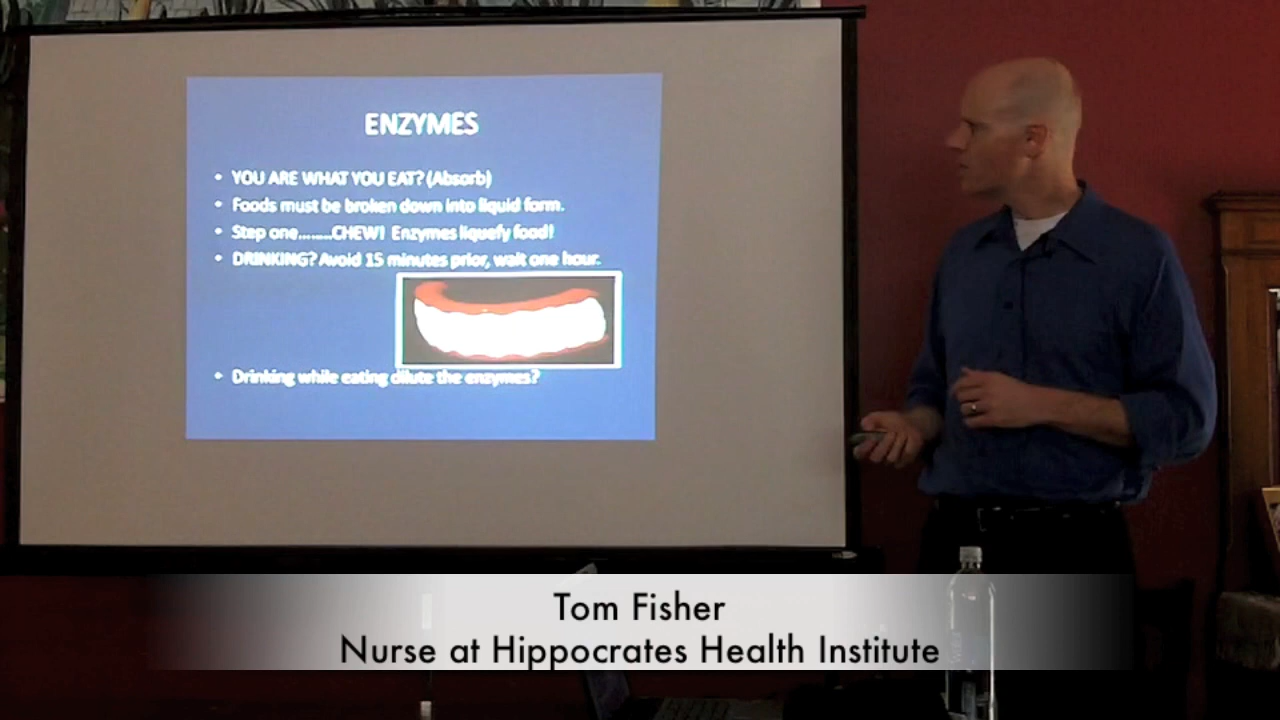 ENZYMES
• YOU ARE WHAT YOU EAT? (Absorb)
• Foods must be broken down into liquid form.
• Step one.......CHEW! Enzymes liquefy food!
• DRINKING? Avoid 15 minutes prior, wait one hour.
• Drinking while eating dilute the enzymes?
Tom Fisher
Nurse at Hippocrates Health Institute